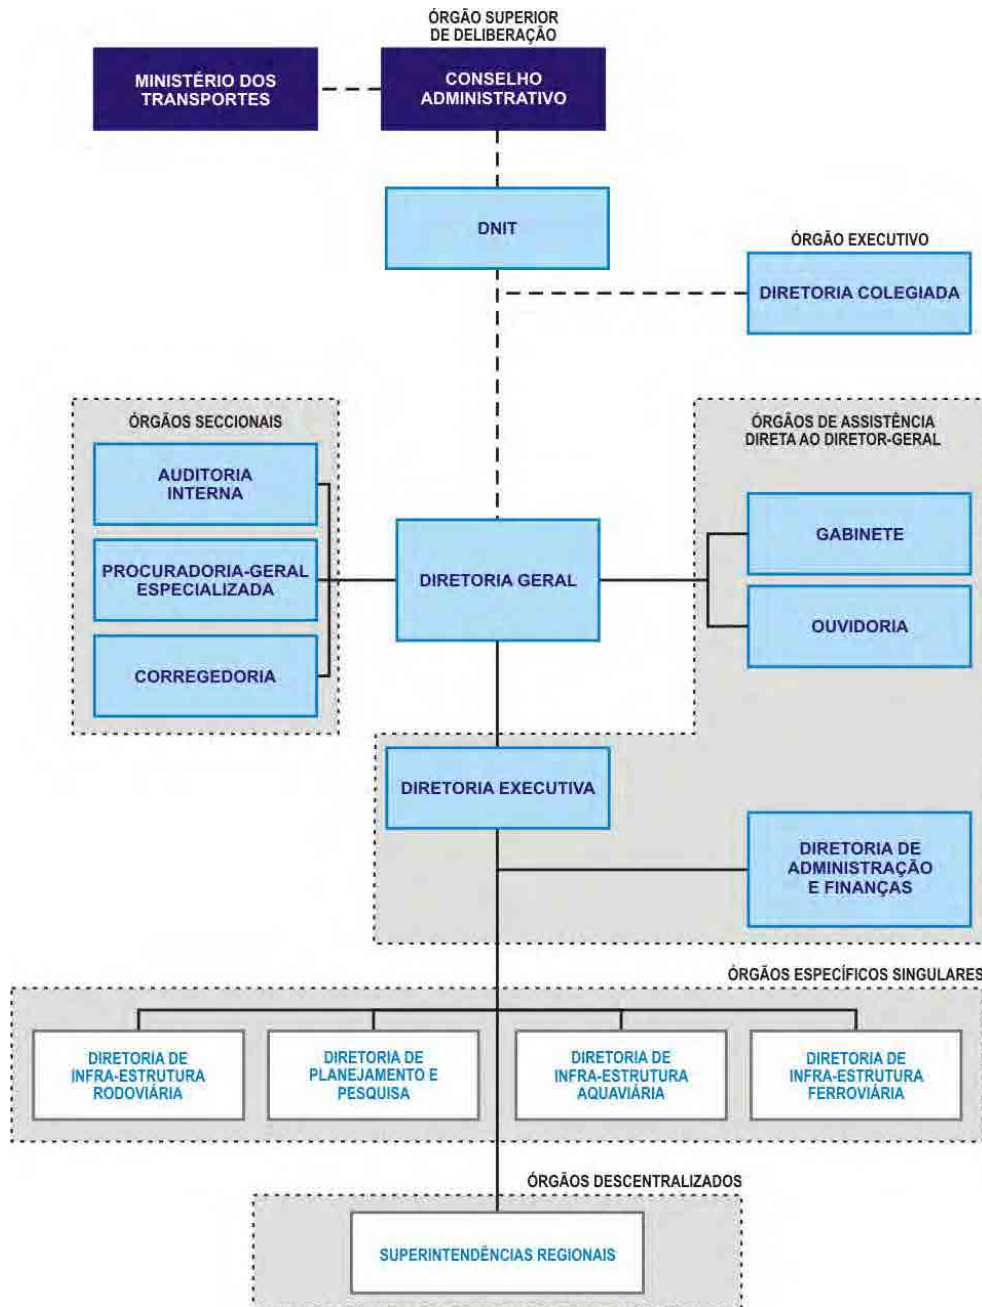 ÓRGÃO SUPERIOR
DE DELIBERAÇÃO
MINISTÉRIO DOS
TRANSPORTES
CONSELHO
ADMINISTRATIVO
DNIT
ÓRGÃO EXECUTIVO
DIRETORIA COLEGIADA
ÓRGÃOS SECCIONAIS
AUDITORIA
INTERNA
PROCURADORIA-GERAL
ESPECIALIZADA
CORREGEDORIA
DIRETORIA GERAL
ÓRGÃOS DE ASSISTÊNCIA
DIRETA AO DIRETOR-GERAL
GABINETE
OUVIDORIA
DIRETORIA EXECUTIVA
DIRETORIA DE
ADMINISTRAÇÃO
E FINANÇAS
ÓRGÃOS ESPECÍFICOS SINGULARES
DIRETORIA DE
INFRA-ESTRUTURA
RODOVIÁRIA
DIRETORIA DE
PLANEJAMENTO E
PESQUISA
DIRETORIA DE
INFRA-ESTRUTURA
AQUAVIÁRIA
DIRETORIA DE
INFRA-ESTRUTURA
FERROVIÁRIA
ÓRGÃOS DESCENTRALIZADOS
SUPERINTENDÊNCIAS REGIONAIS